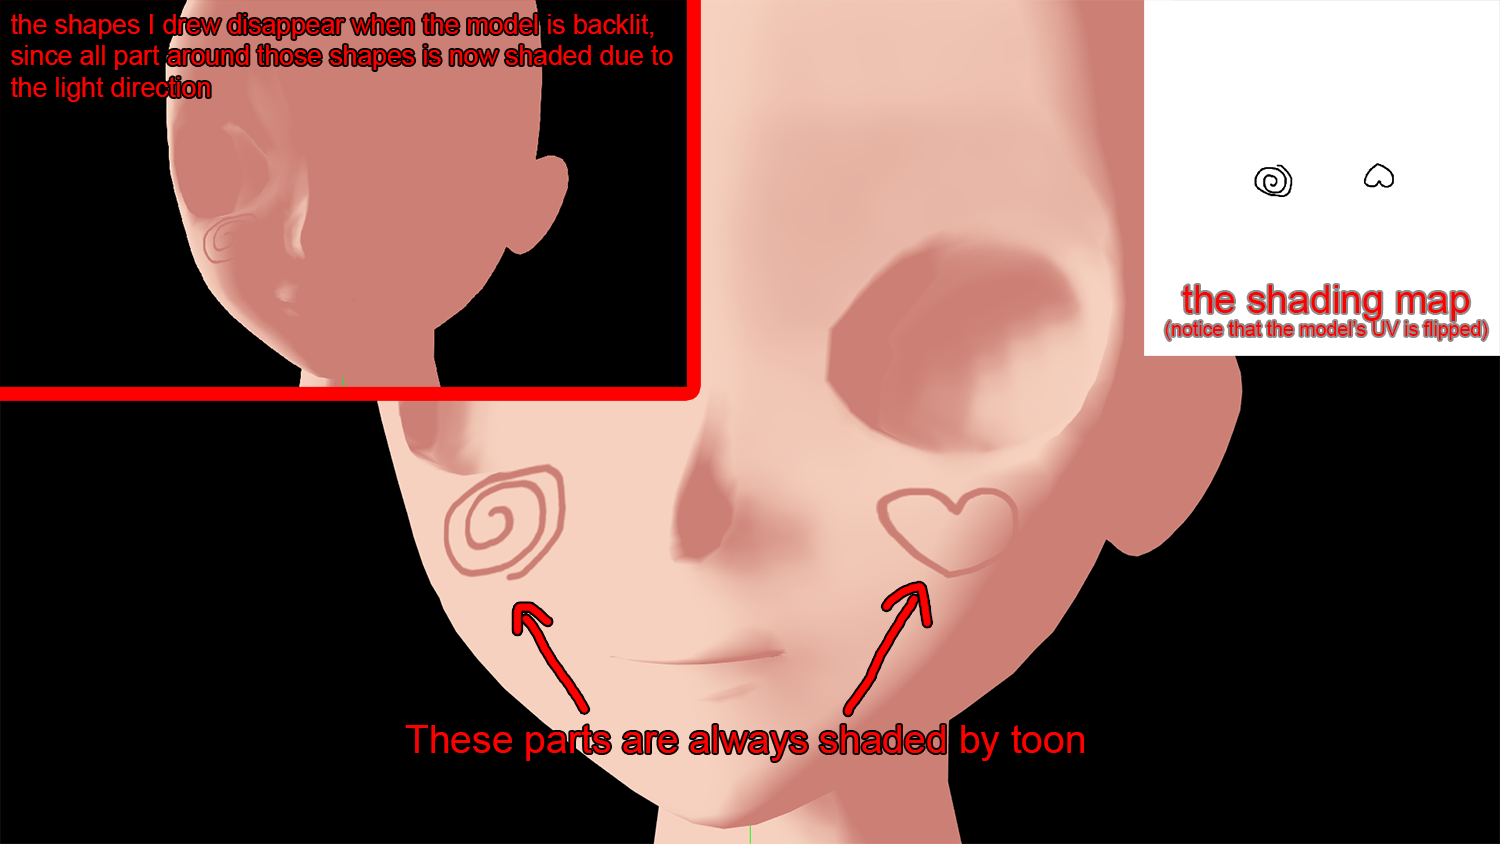 the shapes I drew disappear when the model is backlit,
since all part around those shapes is now shaded due to
the light direction
the shading map
(notice that the model's UV is flipped)
These parts are always shaded by toon